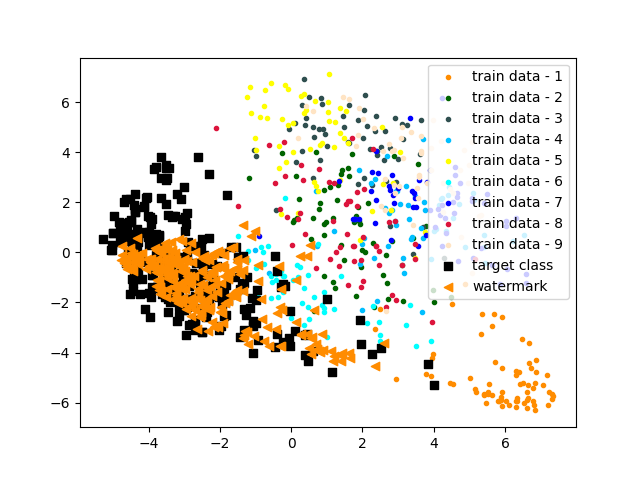 train data - 1
train data - 2
train data - 3
train data - 4
train data - 5
train data - 6
train data - 7
train data - 8
train data - 9
target class
watermark
6
4
2
0
−2
−4
−6
−4
−2
0
2
4
6